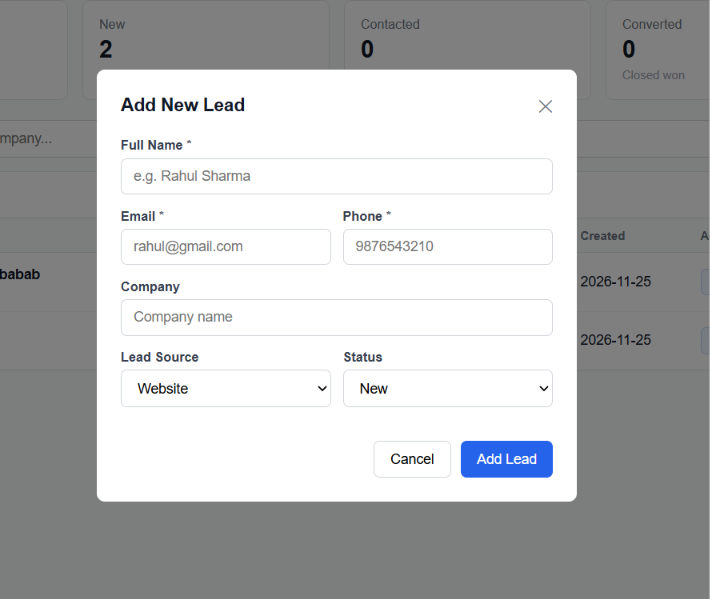 New
Contacted
Converted
2
0
0
Closed won
mpany...
Add New Lead
Full Name *
e.g. Rahul Sharma
Email *
Phone *
rahul@gmail.com
9876543210
Company
Company name
Lead Source
Status
Website
New
Cancel
Add Lead
Created
A
babab
2026-11-25
2026-11-25